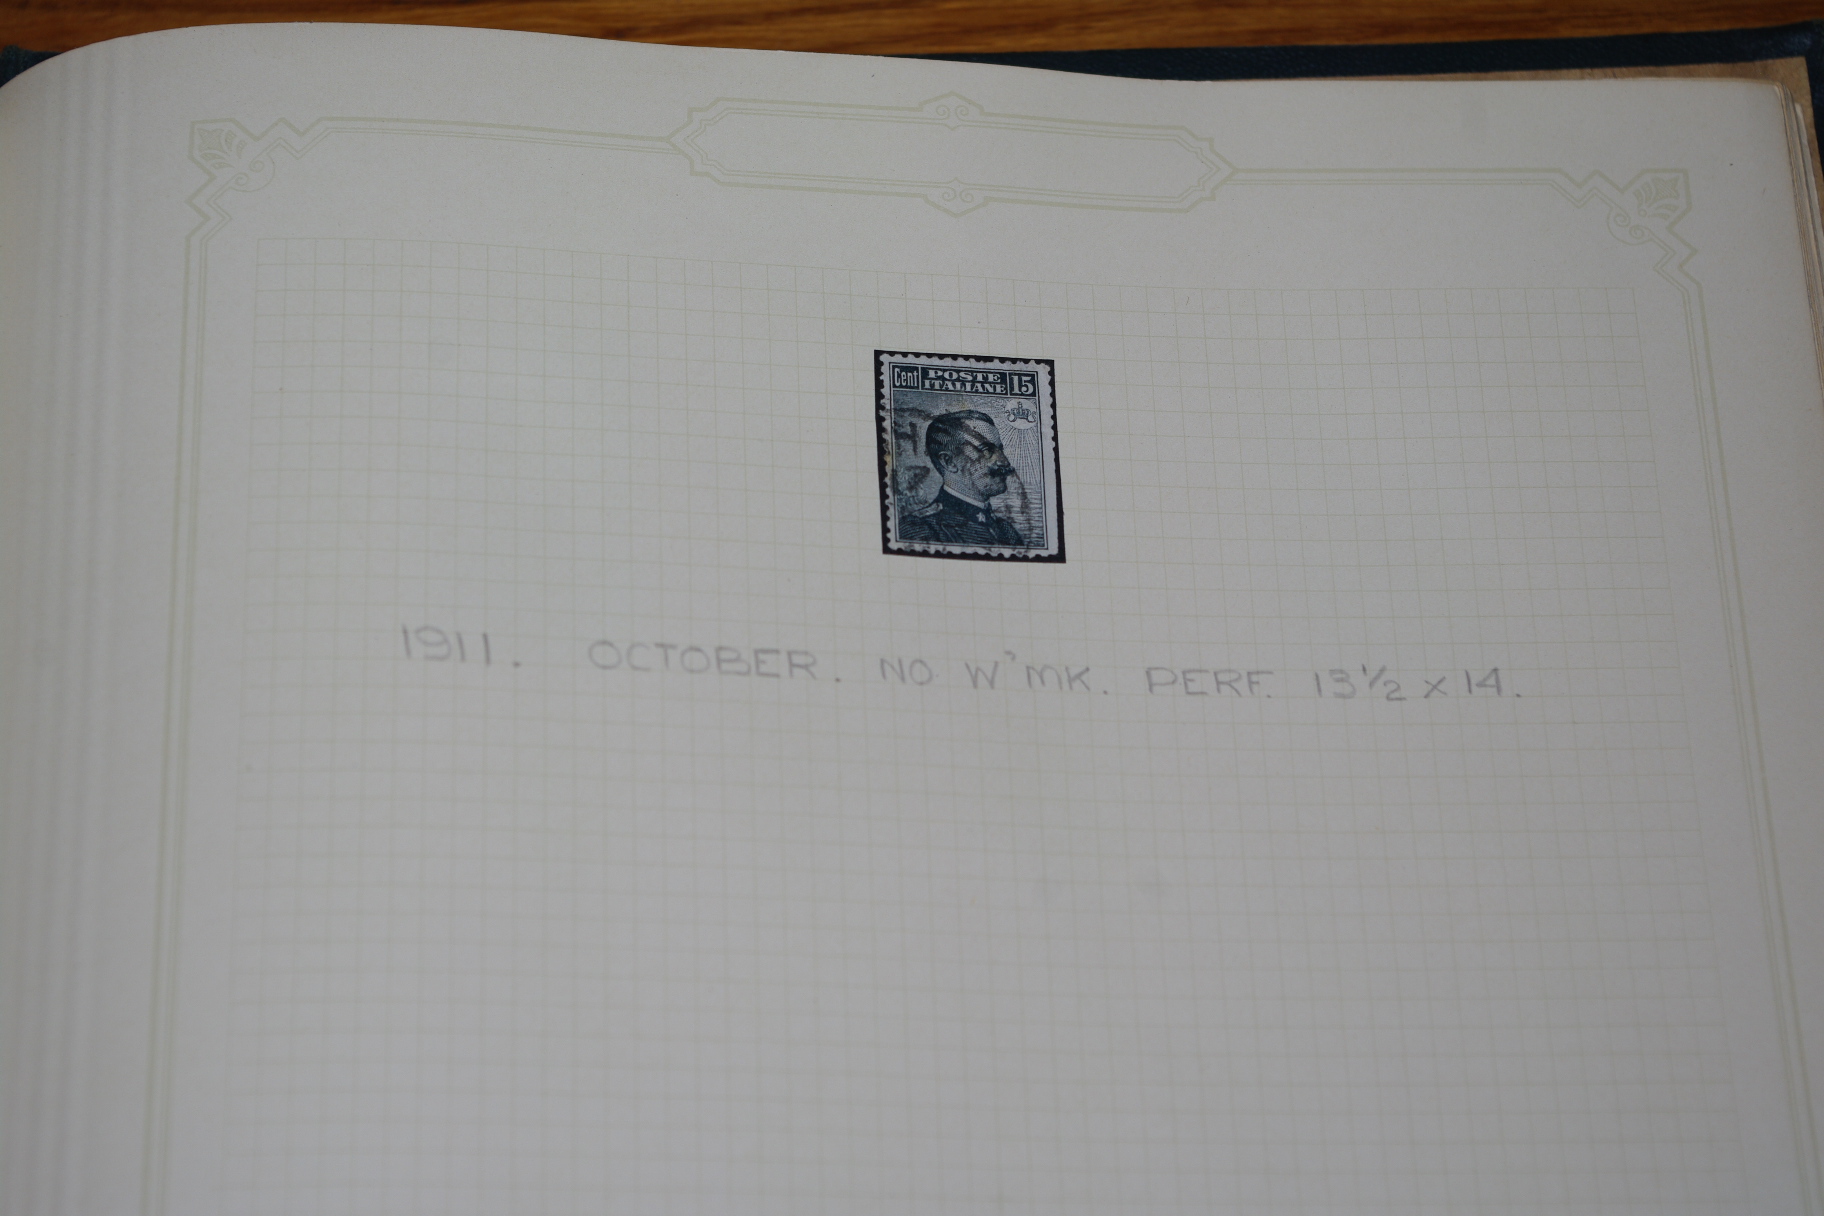 Cent POSTE ITALIANE 15
1911. OCTOBER. NO W'MK. PERF. 13½ x 14.